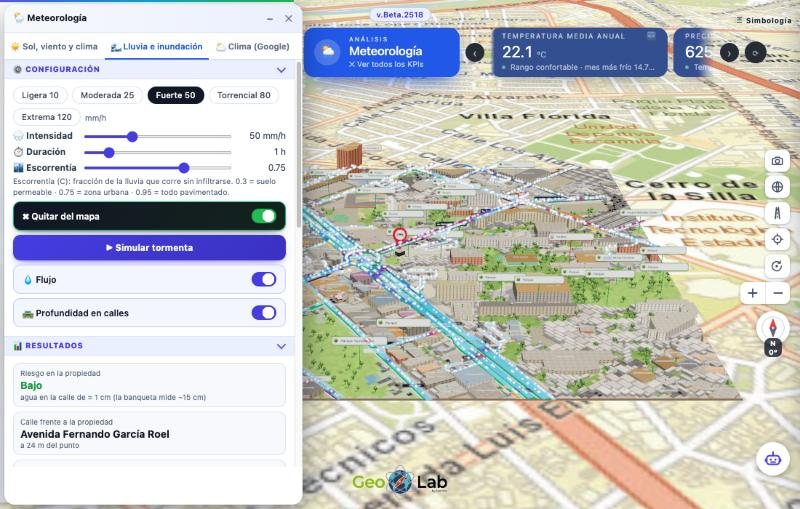 Meteorología
Sol, viento y clima
Lluvia e inundación
Clima (Google)
CONFIGURACIÓN
Ligera 10
Moderada 25
Fuerte 50
Torrencial 80
Extrema 120
mm/h
Intensidad
50 mm/h
Duración
1 h
Escorrentía
0.75
Escorrentía (C): fracción de la lluvia que corre sin infiltrarse. 0.3 = suelo
permeable · 0.75 = zona urbana · 0.95 = todo pavimentado.
Quitar del mapa
Simular tormenta
Flujo
Profundidad en calles
RESULTADOS
Riesgo en la propiedad
Bajo
agua en la calle de ≈ 1 cm (la banqueta mide ~15 cm)
Calle frente a la propiedad
Avenida Fernando García Roel
a 24 m del punto
v.Beta.2518
ANÁLISIS
Meteorología
Ver todos los KPIs
TEMPERATURA MEDIA ANUAL
22.1 °C
Rango confortable · mes más frío 14.7...
PRECI
625
Simbología
Villa Florida
Cerro de
la Silla
Instituto
Tecnológico
N
0°
GeoLab